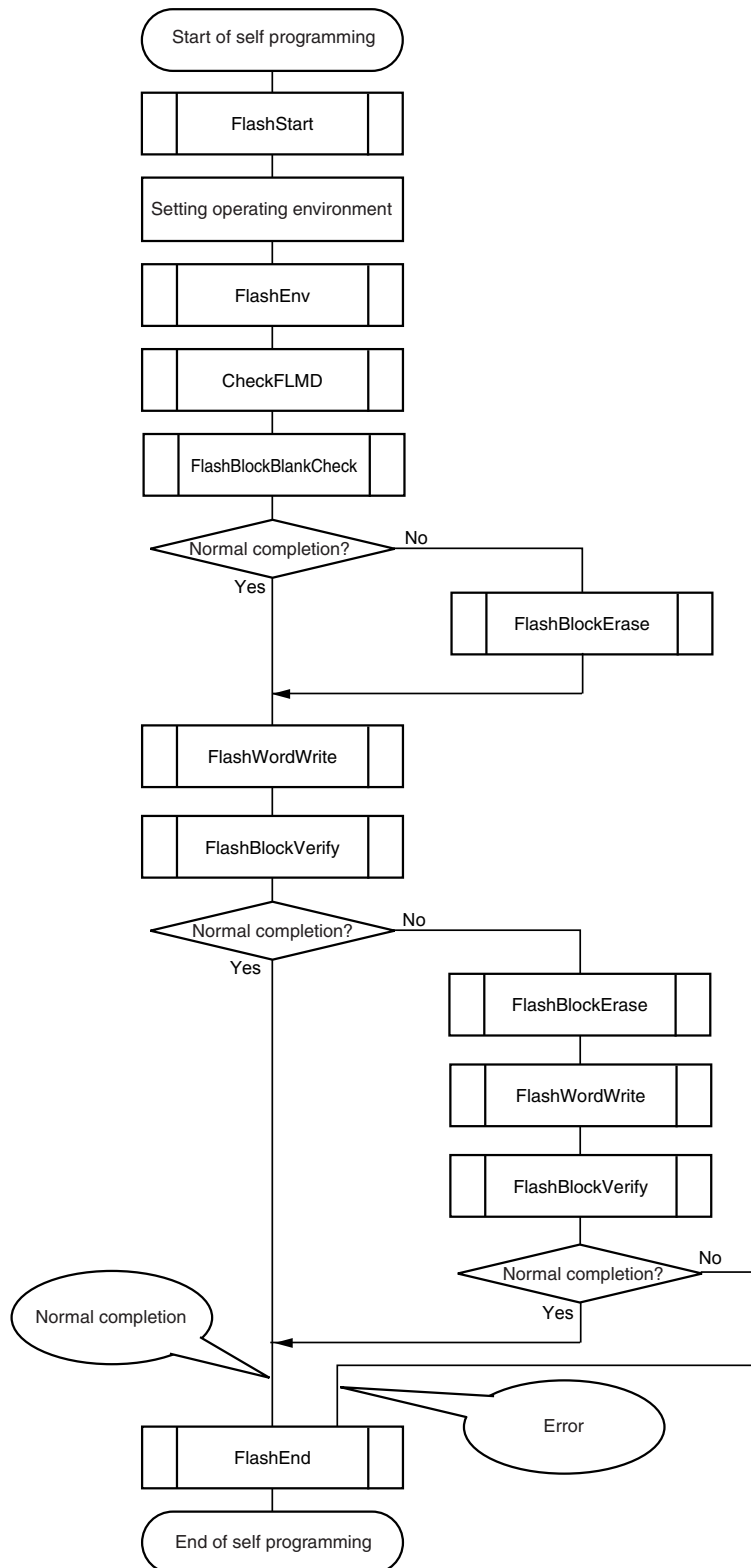 Start of self programming
FlashStart
Setting operating environment
FlashEnv
CheckFLMD
FlashBlockBlankCheck
Normal completion?
No
Yes
FlashBlockErase
FlashWordWrite
FlashBlockVerify
Normal completion?
No
Yes
FlashBlockErase
FlashWordWrite
FlashBlockVerify
Normal completion?
No
Yes
Normal completion
Error
FlashEnd
End of self programming